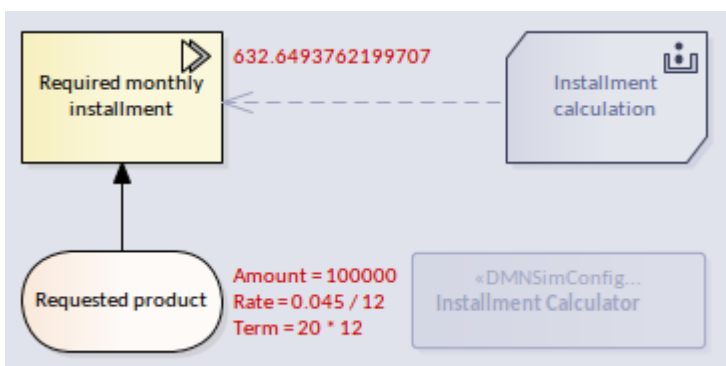 Required monthly
installment
632.6493762199707
Installment
calculation
Requested product
Amount = 100000
Rate = 0.045 / 12
Term = 20 * 12
«DMNSimConfig...
Installment Calculator